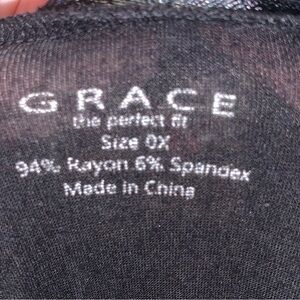 GRACE
the perfect fit
Size 0X
94% Rayon 6% Spandex
Made in China